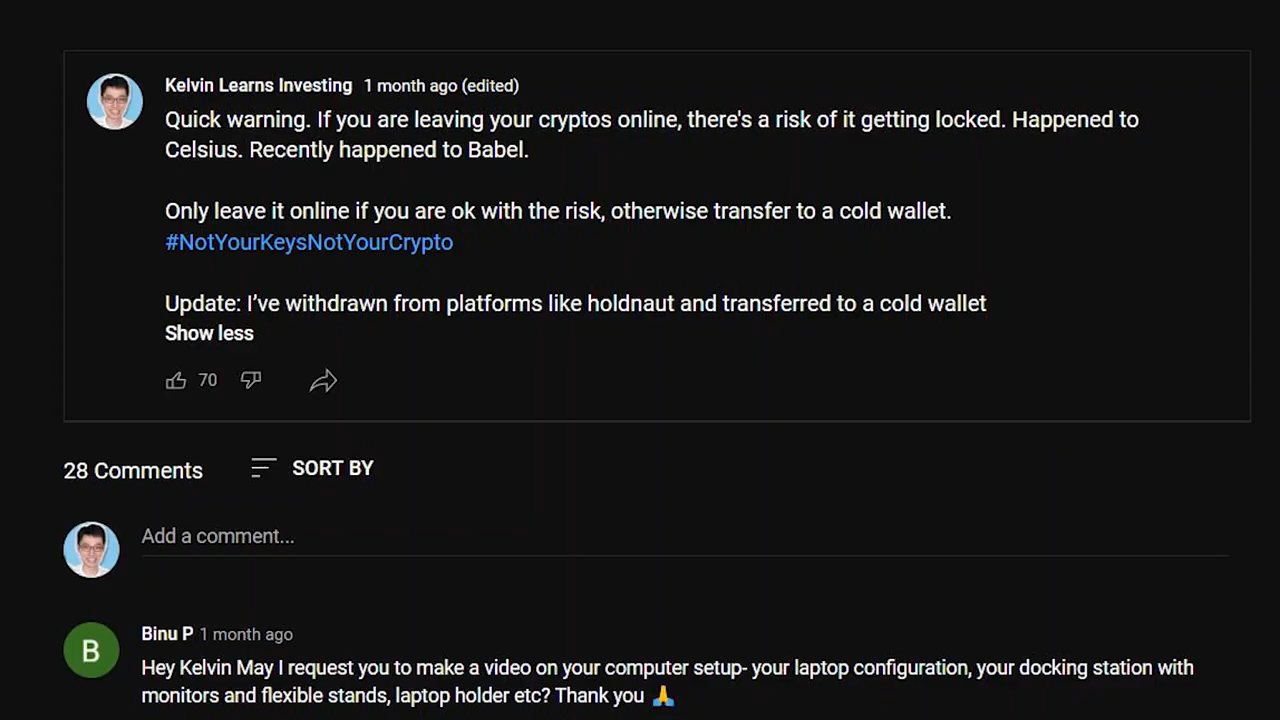 Kelvin Learns Investing 1 month ago (edited)
Quick warning. If you are leaving your cryptos online, there's a risk of it getting locked. Happened to
Celsius. Recently happened to Babel.
Only leave it online if you are ok with the risk, otherwise transfer to a cold wallet.
#NotYourKeysNotYourCrypto
Update: I’ve withdrawn from platforms like holdnaut and transferred to a cold wallet
Show less
70
28 Comments SORT BY
Add a comment...
B
Binu P 1 month ago
Hey Kelvin May I request you to make a video on your computer setup- your laptop configuration, your docking station with
monitors and flexible stands, laptop holder etc? Thank you 🙏